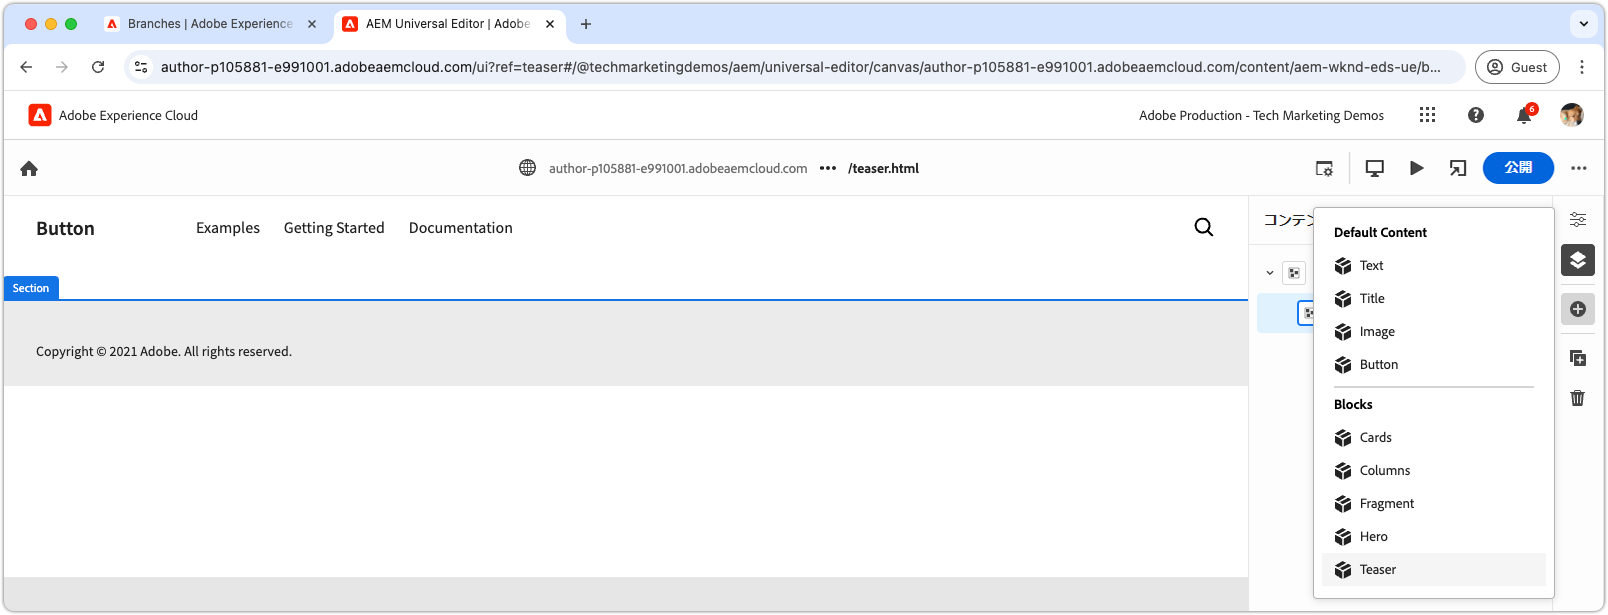 Branches | Adobe Experience
AEM Universal Editor | Adobe
author-p105881-e991001.adobeaemcloud.com/ui?ref=teaser#/@techmarketingdemos/aem/universal-editor/canvas/author-p105881-e991001.adobeaemcloud.com/content/aem-wknd-eds-ue/b...
Guest
Adobe Experience Cloud
Adobe Production - Tech Marketing Demos
6
author-p105881-e991001.adobeaemcloud.com ••• /teaser.html
公開
Button
Examples
Getting Started
Documentation
コンテン
Section
Copyright © 2021 Adobe. All rights reserved.
Default Content
Text
Title
Image
Button
Blocks
Cards
Columns
Fragment
Hero
Teaser